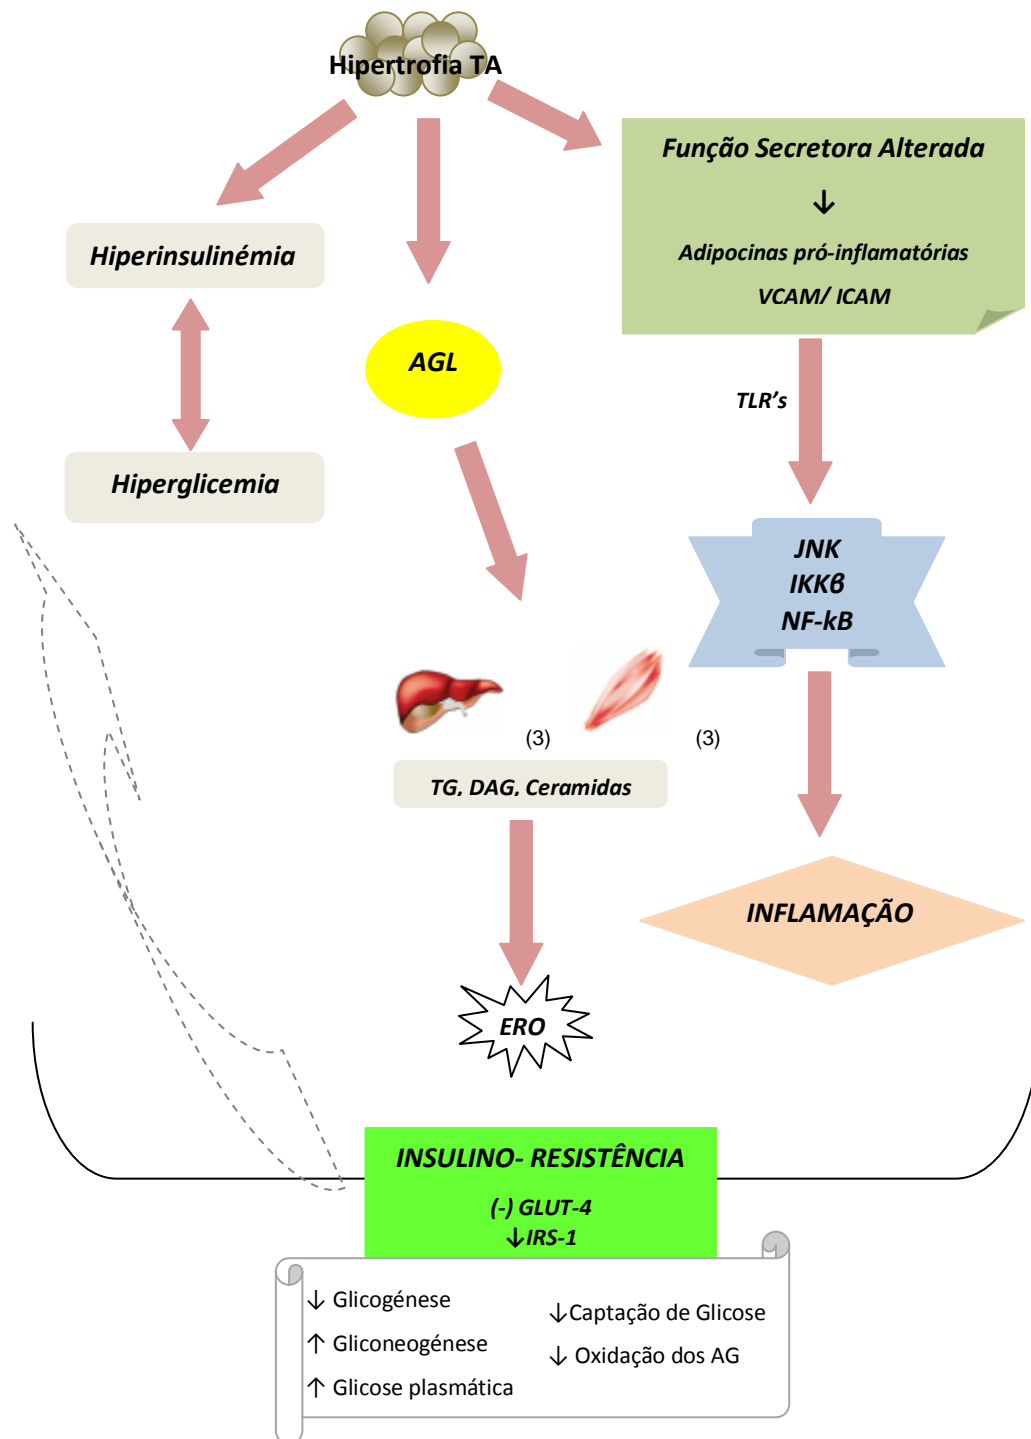 Hipertrofia TA
Função Secretora Alterada
↓
Adipocinas pró-inflamatórias
VCAM/ ICAM
Hiperinsulinémia
AGL
TLR's
Hiperglicemia
JNK
IKKβ
NF-kB
(3)
(3)
TG, DAG, Ceramidas
INFLAMAÇÃO
ERO
INSULINO- RESISTÊNCIA
(-) GLUT-4
↓IRS-1
↓ Glicogénese
↑ Gliconeogénese
↑ Glicose plasmática
↓Captação de Glicose
↓ Oxidação dos AG